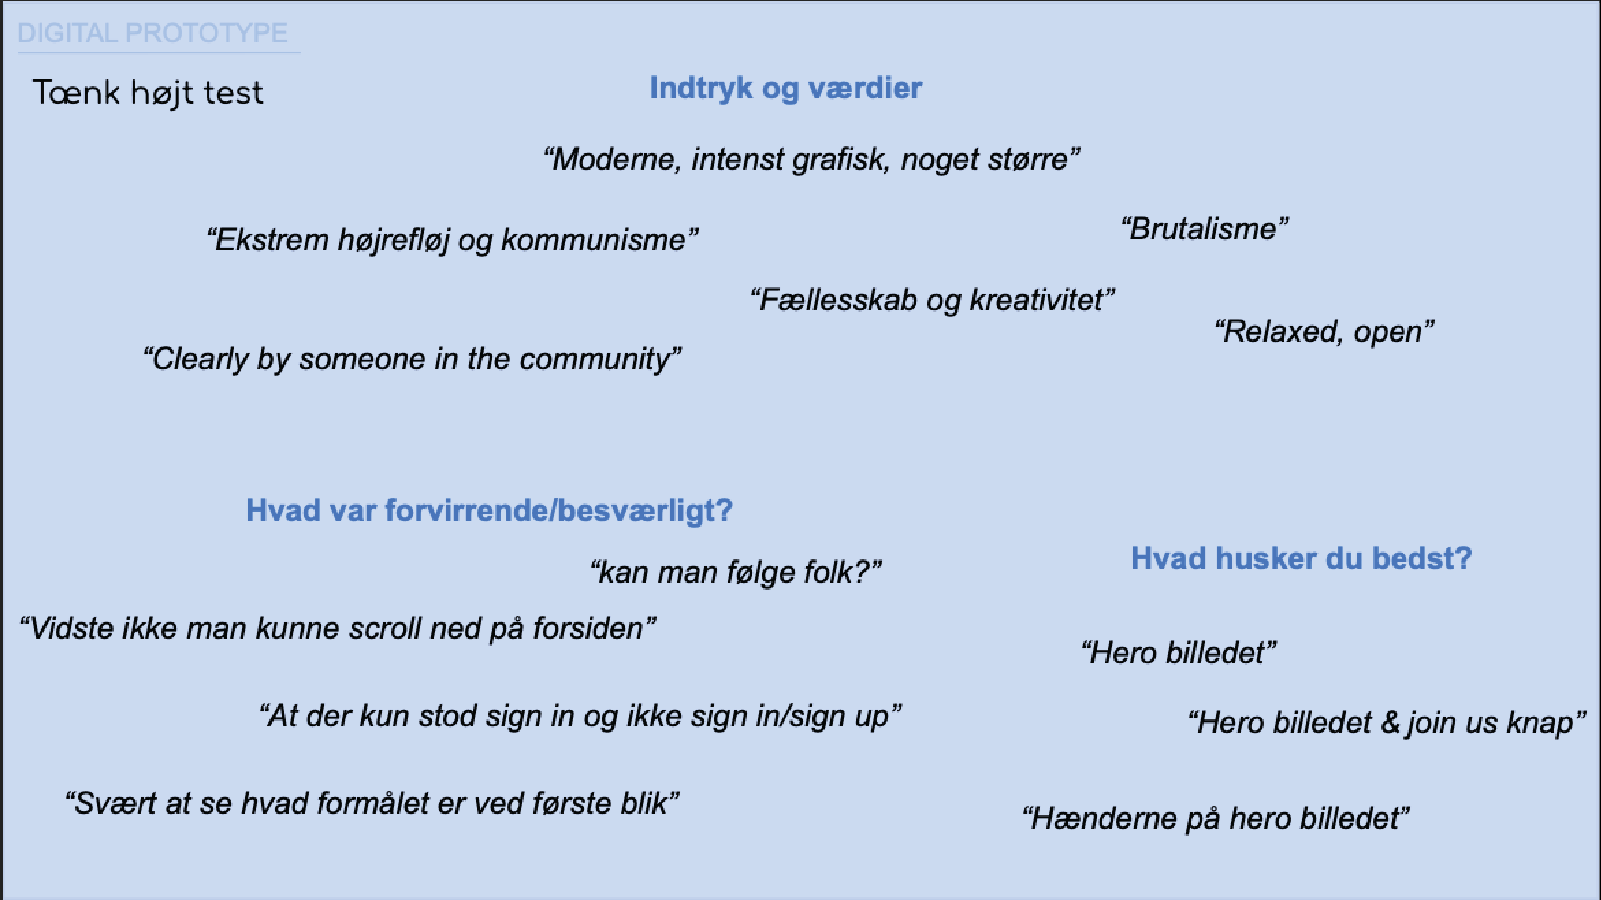 DIGITAL PROTOTYPE
Tænk højt test
Indtryk og værdier
“Moderne, intenst grafisk, noget større”
“Brutalisme”
“Ekstrem højrefløj og kommunisme”
“Fællesskab og kreativitet”
“Relaxed, open”
“Clearly by someone in the community”
Hvad var forvirrende/besværligt?
“kan man følge folk?”
“Vidste ikke man kunne scroll ned på forsiden”
“At der kun stod sign in og ikke sign in/sign up”
“Svært at se hvad formålet er ved første blik”
Hvad husker du bedst?
“Hero billedet”
“Hero billedet & join us knap”
“Hænderne på hero billedet”